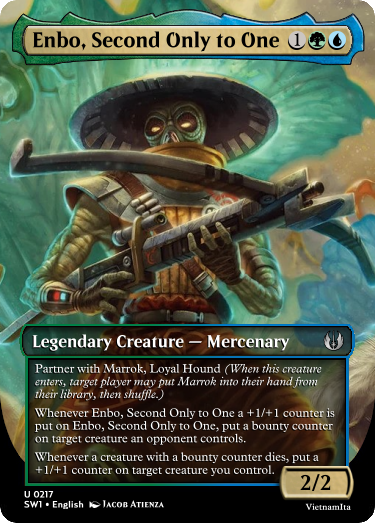 Enbo, Second Only to One 1
Legendary Creature — Mercenary
Partner with Marrok, Loyal Hound (When this creature
enters, target player may put Marrok into their hand from
their library, then shuffle.)
Whenever Enbo, Second Only to One a +1/+1 counter is
put on Enbo, Second Only to One, put a bounty counter
on target creature an opponent controls.
Whenever a creature with a bounty counter dies, put a
+1/+1 counter on target creature you control.
2/2
U 0217
SW1 • English Jacob Atienza
VietnamIta